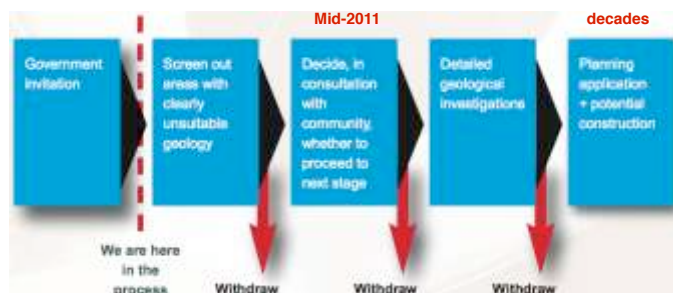 Mid-2011
decades
Government
invitation
Screen out
areas with
clearly
unsuitable
geology
Decide, in
consultation
with
community,
whether to
proceed to
next stage
Detailed
geological
investigations
Planning
application
+ potential
construction
We are here
in the
process
Withdraw
Withdraw
Withdraw